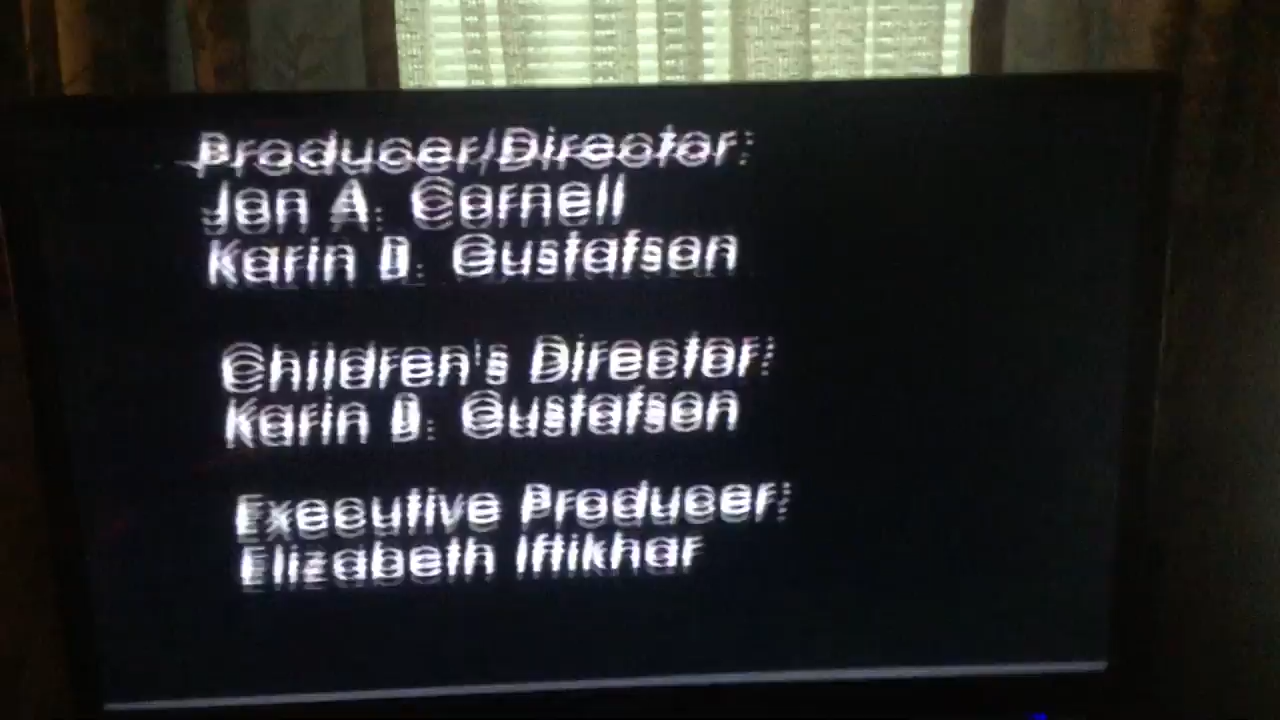 Producer/Director:
Jon A. Cornell
Karin D. Gustafson
Children's Director:
Karin D. Gustafson
Executive Producer:
Elizabeth Iftikhar